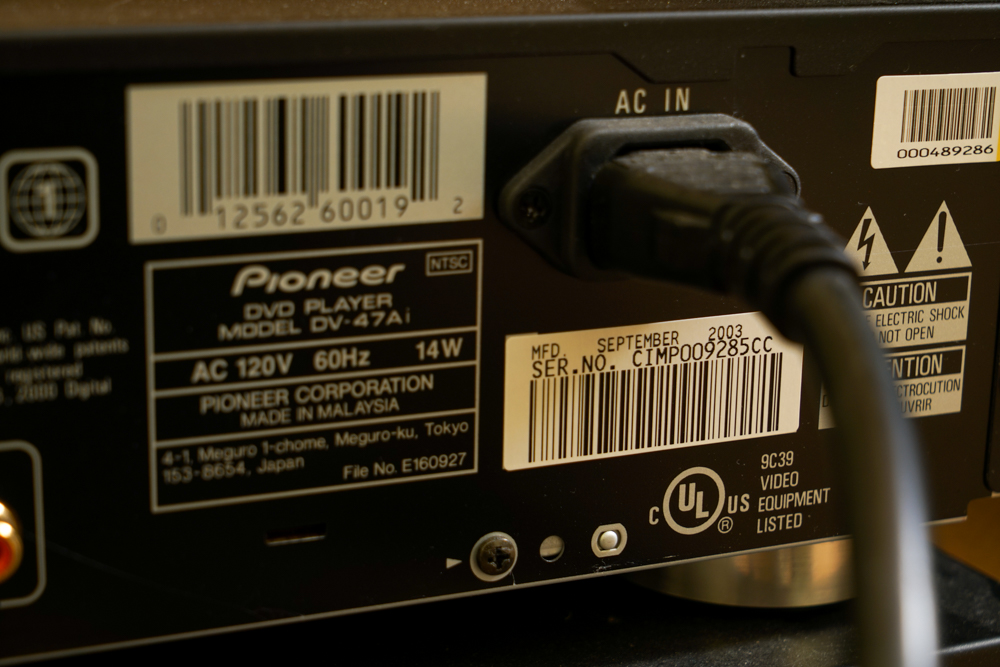 AC IN
0 12562 60019 2
000489286
1
Pioneer
NTSC
DVD PLAYER
MODEL DV-47Ai
AC 120V 60Hz 14W
PIONEER CORPORATION
MADE IN MALAYSIA
4-1, Meguro 1-chome, Meguro-ku, Tokyo
153-8654, Japan File No. E160927
US Pat. No.
wide patents
registered
2000 Digital
MFD. SEPTEMBER 2003
SER.NO. CIMP009285CC
CAUTION
ELECTRIC SHOCK
NOT OPEN
C UL US
®
9C39
VIDEO
EQUIPMENT
LISTED